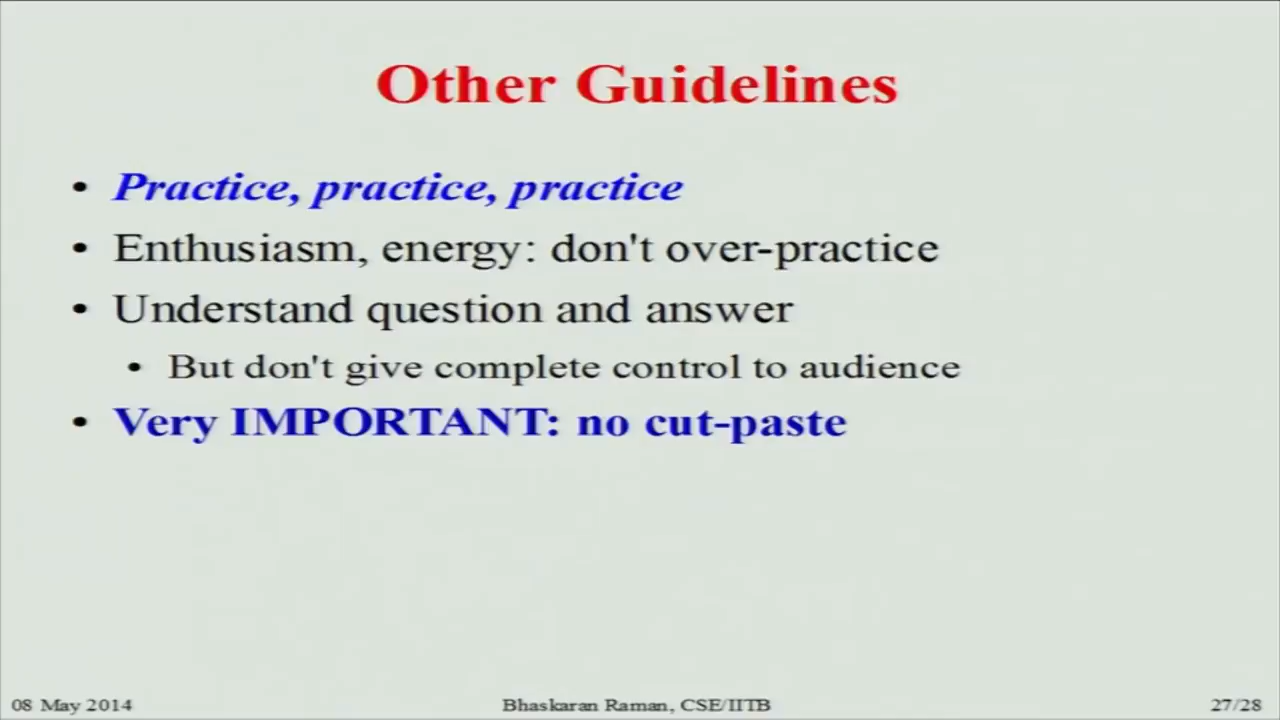 Other Guidelines
• Practice, practice, practice
• Enthusiasm, energy: don't over-practice
• Understand question and answer
• But don't give complete control to audience
• Very IMPORTANT: no cut-paste
08 May 2014 Bhaskaran Raman, CSE/IITB 27/28